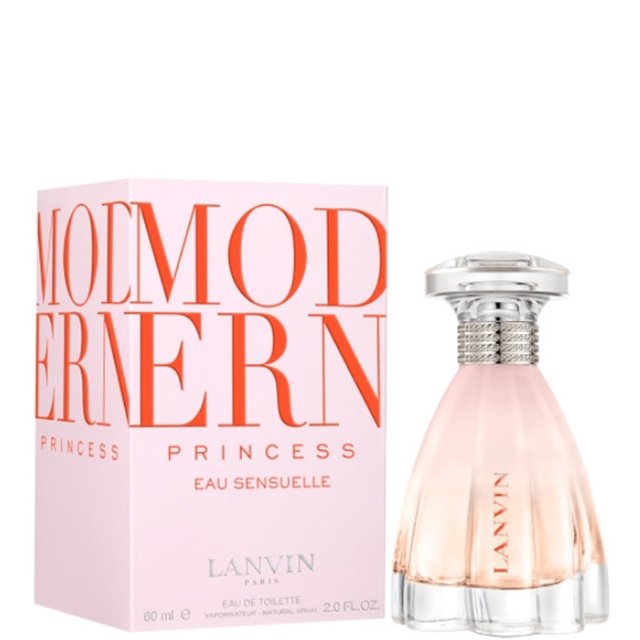 MOD
ERN
PRINCESS
MOD
ERN
PRINCESS
EAU SENSUELLE
LANVIN
PARIS
60 ml e
EAU DE TOILETTE
VAPORISATEUR - NATURAL SPRAY
2.0 FL.OZ.
LANVIN